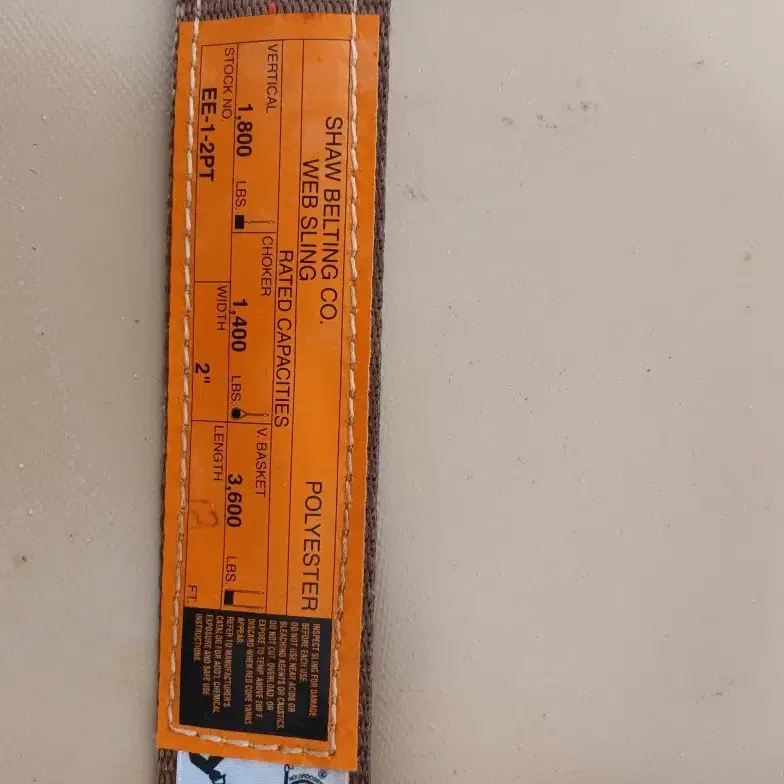 SHAW BELTING CO.
WEB SLING
POLYESTER
RATED CAPACITIES
VERTICAL
1,800 LBS.
CHOKER
1,400 LBS.
V. BASKET
3,600 LBS.
STOCK NO.
EE-1-2PT
WIDTH
2"
LENGTH
12 FT.
INSPECT SLING FOR DAMAGE
BEFORE EACH USE.
DO NOT USE NEAR ACIDS OR
BLEACHING AGENTS OR CAUSTICS.
DO NOT CUT, OVERLOAD, OR
EXPOSE TO TEMP. ABOVE 200°F.
DISCARD WHEN RED CORE YARNS
APPEAR.
REFER TO MANUFACTURER'S
CATALOG FOR ADD'L CHEMICAL
EXPOSURE AND SAFE USE
INSTRUCTIONS.